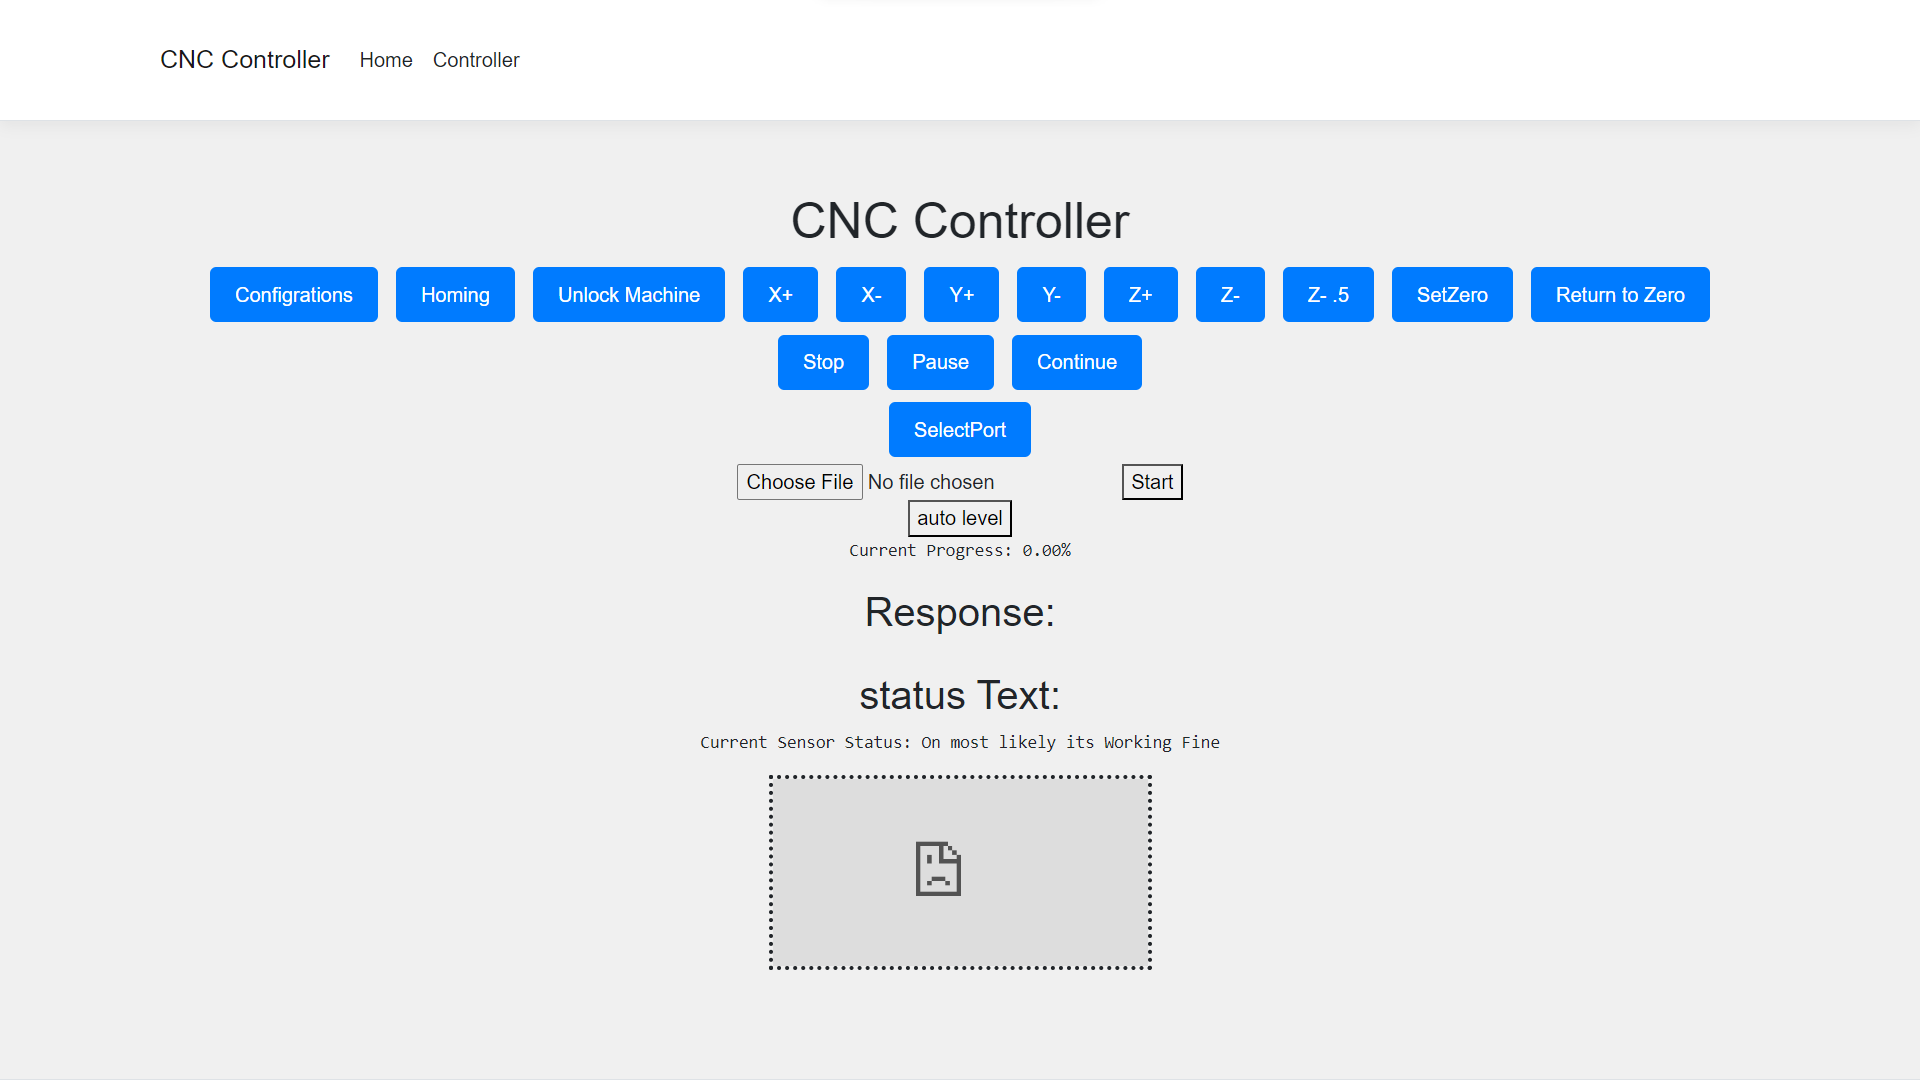 CNC Controller Home Controller
CNC Controller
Configrations Homing Unlock Machine X+ X- Y+ Y- Z+ Z- Z- .5 SetZero Return to Zero
Stop Pause Continue
SelectPort
Choose File No file chosen Start
auto level
Current Progress: 0.00%
Response:
status Text:
Current Sensor Status: On most likely its Working Fine